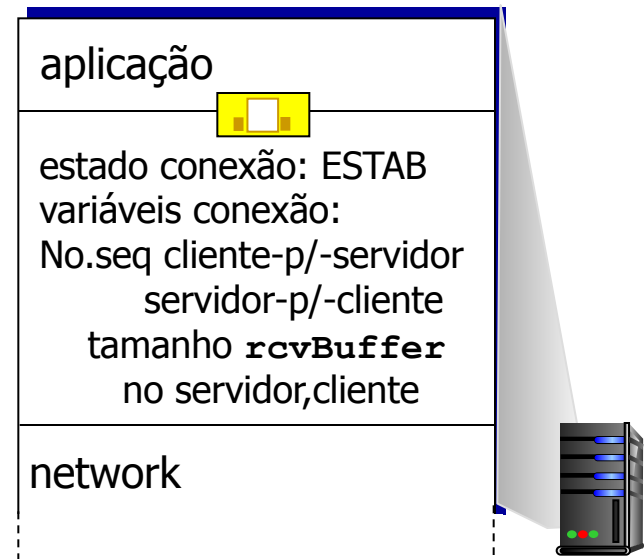 aplicação
estado conexão: ESTAB
variáveis conexão:
No.seq cliente-p/-servidor
servidor-p/-cliente
tamanho rcvBuffer
no servidor,cliente
network